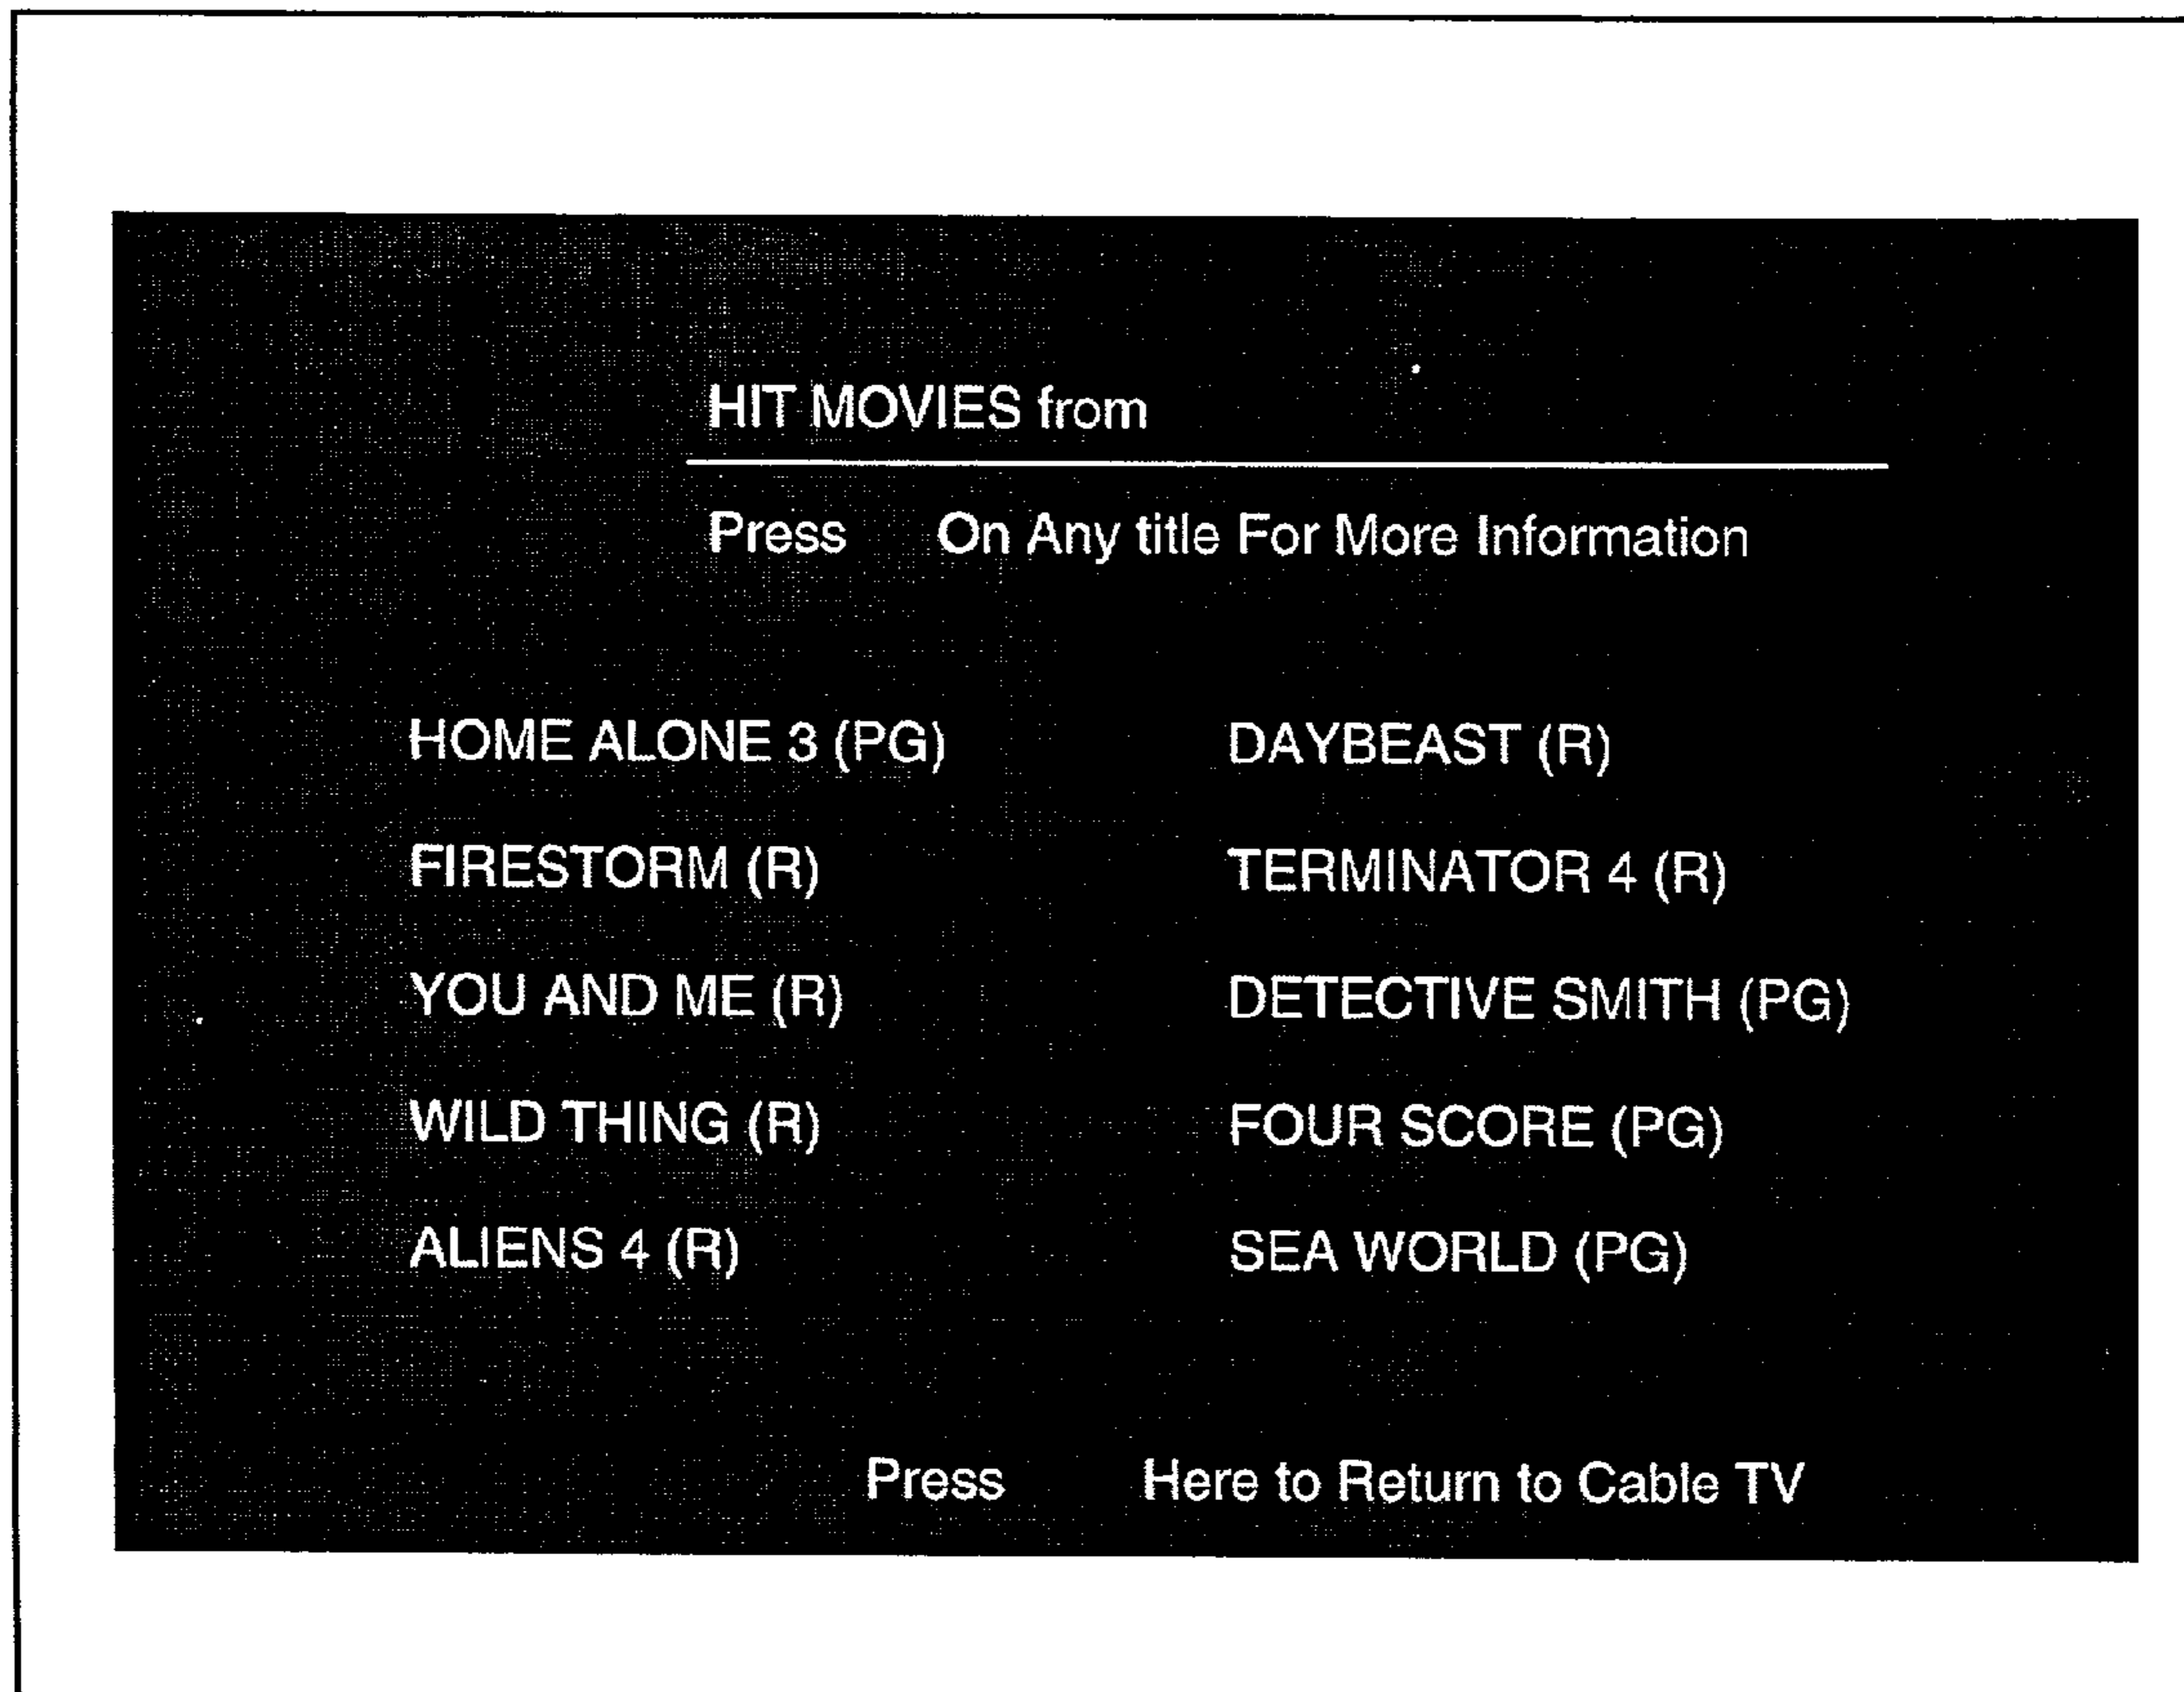 HIT MOVIES from
Press On Any title For More Information
HOME ALONE 3 (PG)
FIRESTORM (R)
YOU AND ME (R)
WILD THING (R)
ALIENS 4 (R)
DAYBEAST (R)
TERMINATOR 4 (R)
DETECTIVE SMITH (PG)
FOUR SCORE (PG)
SEA WORLD (PG)
Press Here to Return to Cable TV